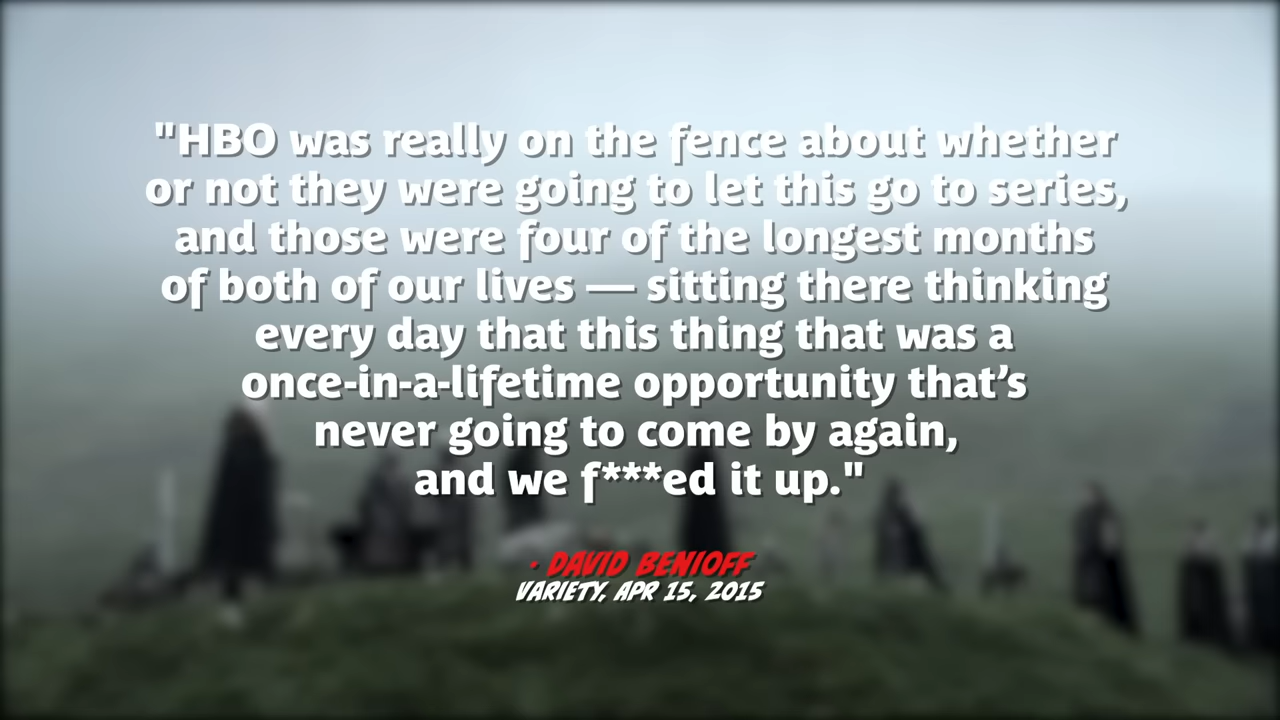 "HBO was really on the fence about whether
or not they were going to let this go to series,
and those were four of the longest months
of both of our lives — sitting there thinking
every day that this thing that was a
once-in-a-lifetime opportunity that’s
never going to come by again,
and we f***ed it up."
- DAVID BENIOFF
VARIETY, APR 15, 2015